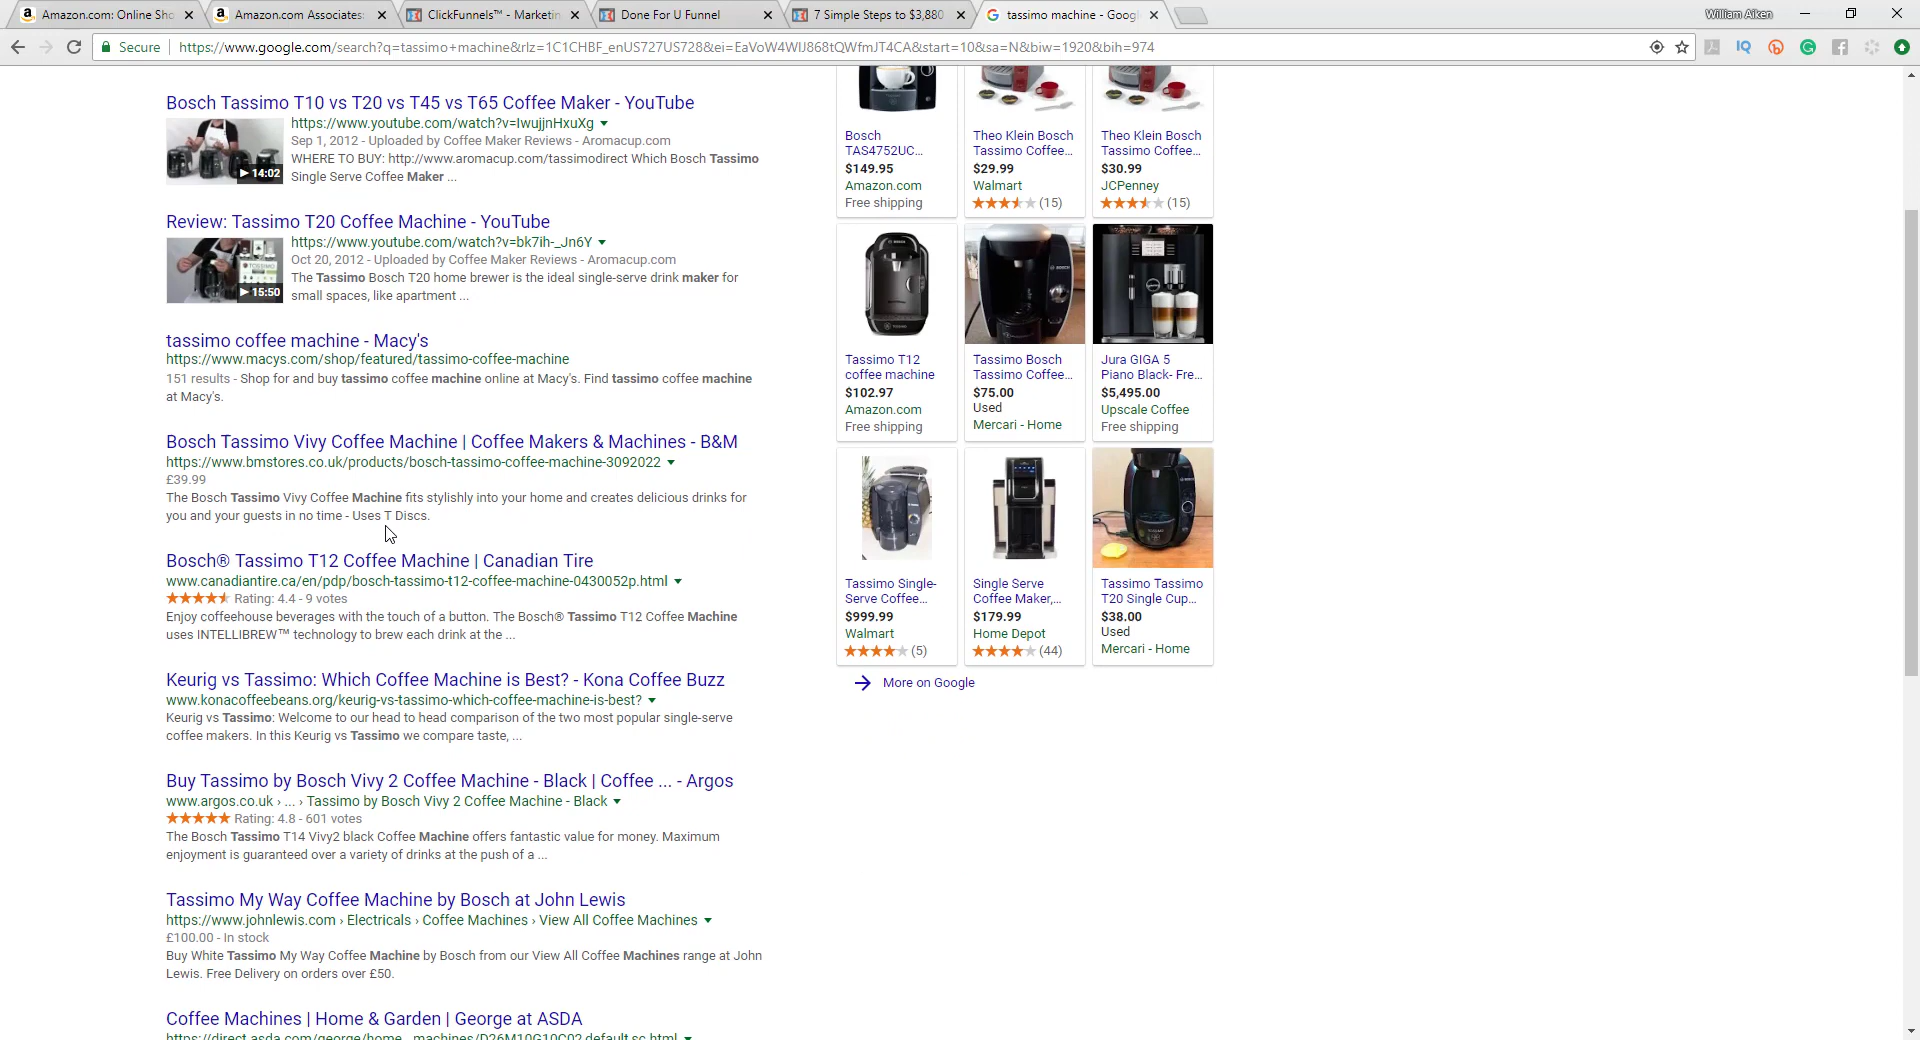 Amazon.com: Online Sho
Amazon.com Associates:
ClickFunnels™ - Marketin
Done For U Funnel
7 Simple Steps to $3,880
tassimo machine - Googl
William Aiken
Secure
https://www.google.com/search?q=tassimo+machine&rlz=1C1CHBF_enUS727US728&ei=EaVoW4WIJ868tQWfmJT4CA&start=10&sa=N&biw=1920&bih=974
Bosch Tassimo T10 vs T20 vs T45 vs T65 Coffee Maker - YouTube
https://www.youtube.com/watch?v=IwujjnHxuXg
Sep 1, 2012 - Uploaded by Coffee Maker Reviews - Aromacup.com
WHERE TO BUY: http://www.aromacup.com/tassimodirect Which Bosch Tassimo
Single Serve Coffee Maker ...
14:02
Review: Tassimo T20 Coffee Machine - YouTube
https://www.youtube.com/watch?v=bk7ih-_Jn6Y
Oct 20, 2012 - Uploaded by Coffee Maker Reviews - Aromacup.com
The Tassimo Bosch T20 home brewer is the ideal single-serve drink maker for
small spaces, like apartment ...
15:50
tassimo coffee machine - Macy's
https://www.macys.com/shop/featured/tassimo-coffee-machine
151 results - Shop for and buy tassimo coffee machine online at Macy's. Find tassimo coffee machine
at Macy's.
Bosch Tassimo Vivy Coffee Machine | Coffee Makers & Machines - B&M
https://www.bmstores.co.uk/products/bosch-tassimo-coffee-machine-3092022
£39.99
The Bosch Tassimo Vivy Coffee Machine fits stylishly into your home and creates delicious drinks for
you and your guests in no time - Uses T Discs.
Bosch® Tassimo T12 Coffee Machine | Canadian Tire
www.canadiantire.ca/en/pdp/bosch-tassimo-t12-coffee-machine-0430052p.html
Rating: 4.4 - 9 votes
Enjoy coffeehouse beverages with the touch of a button. The Bosch® Tassimo T12 Coffee Machine
uses INTELLIBREW™ technology to brew each drink at the ...
Keurig vs Tassimo: Which Coffee Machine is Best? - Kona Coffee Buzz
www.konacoffeebeans.org/keurig-vs-tassimo-which-coffee-machine-is-best?
Keurig vs Tassimo: Welcome to our head to head comparison of the two most popular single-serve
coffee makers. In this Keurig vs Tassimo we compare taste, ...
Buy Tassimo by Bosch Vivy 2 Coffee Machine - Black | Coffee ... - Argos
www.argos.co.uk › ... › Tassimo by Bosch Vivy 2 Coffee Machine - Black
Rating: 4.8 - 601 votes
The Bosch Tassimo T14 Vivy2 black Coffee Machine offers fantastic value for money. Maximum
enjoyment is guaranteed over a variety of drinks at the push of a ...
Tassimo My Way Coffee Machine by Bosch at John Lewis
https://www.johnlewis.com › Electricals › Coffee Machines › View All Coffee Machines
£100.00 - In stock
Buy White Tassimo My Way Coffee Machine by Bosch from our View All Coffee Machines range at John
Lewis. Free Delivery on orders over £50.
Coffee Machines | Home & Garden | George at ASDA
Bosch
TAS4752UC...
$149.95
Amazon.com
Free shipping
Theo Klein Bosch
Tassimo Coffee...
$29.99
Walmart
(15)
Theo Klein Bosch
Tassimo Coffee...
$30.99
JCPenney
(15)
Tassimo T12
coffee machine
$102.97
Amazon.com
Free shipping
Tassimo Bosch
Tassimo Coffee...
$75.00
Used
Mercari - Home
Jura GIGA 5
Piano Black- Fre...
$5,495.00
Upscale Coffee
Free shipping
Tassimo Single-
Serve Coffee...
$999.99
Walmart
(5)
Single Serve
Coffee Maker,...
$179.99
Home Depot
(44)
Tassimo Tassimo
T20 Single Cup...
$38.00
Used
Mercari - Home
More on Google